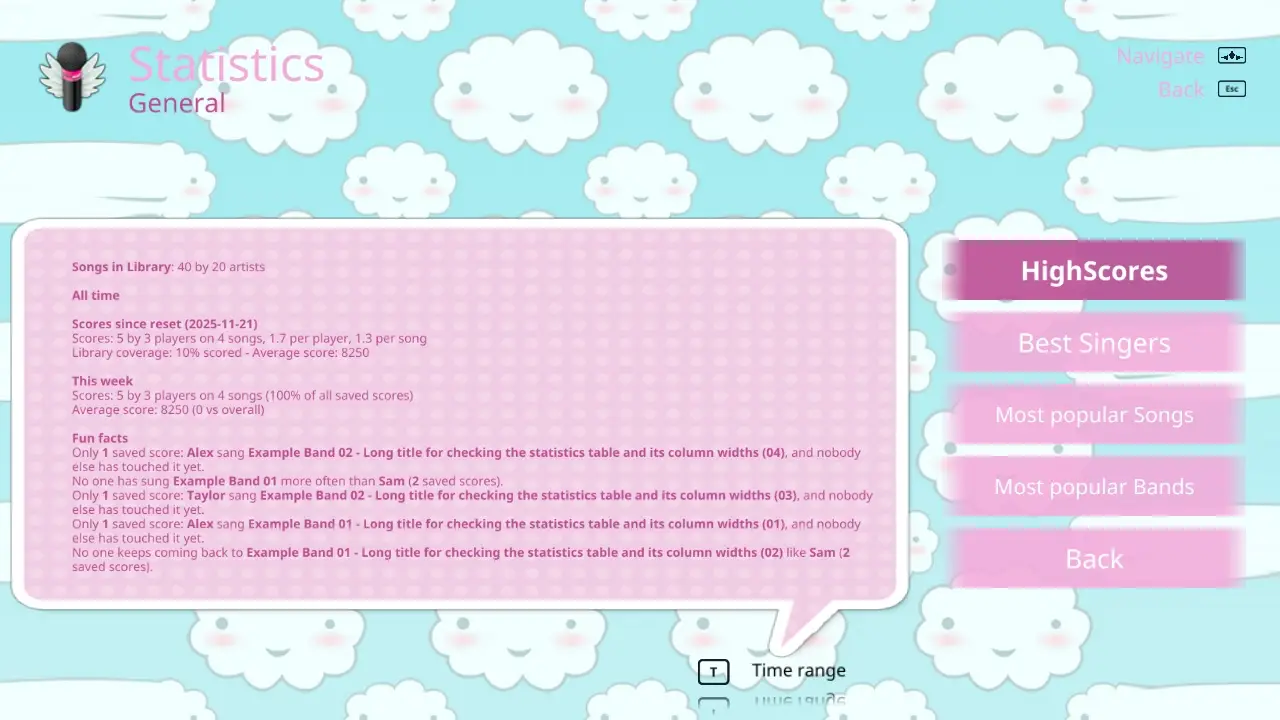 Statistics
General
Navigate
Back Esc
Songs in Library: 40 by 20 artists
All time
Scores since reset (2025-11-21)
Scores: 5 by 3 players on 4 songs, 1.7 per player, 1.3 per song
Library coverage: 10% scored - Average score: 8250
This week
Scores: 5 by 3 players on 4 songs (100% of all saved scores)
Average score: 8250 (0 vs overall)
Fun facts
Only 1 saved score: Alex sang Example Band 02 - Long title for checking the statistics table and its column widths (04), and nobody
else has touched it yet.
No one has sung Example Band 01 more often than Sam (2 saved scores).
Only 1 saved score: Taylor sang Example Band 02 - Long title for checking the statistics table and its column widths (03), and nobody
else has touched it yet.
Only 1 saved score: Alex sang Example Band 01 - Long title for checking the statistics table and its column widths (01), and nobody
else has touched it yet.
No one keeps coming back to Example Band 01 - Long title for checking the statistics table and its column widths (02) like Sam (2
saved scores).
HighScores
Best Singers
Most popular Songs
Most popular Bands
Back
T Time range